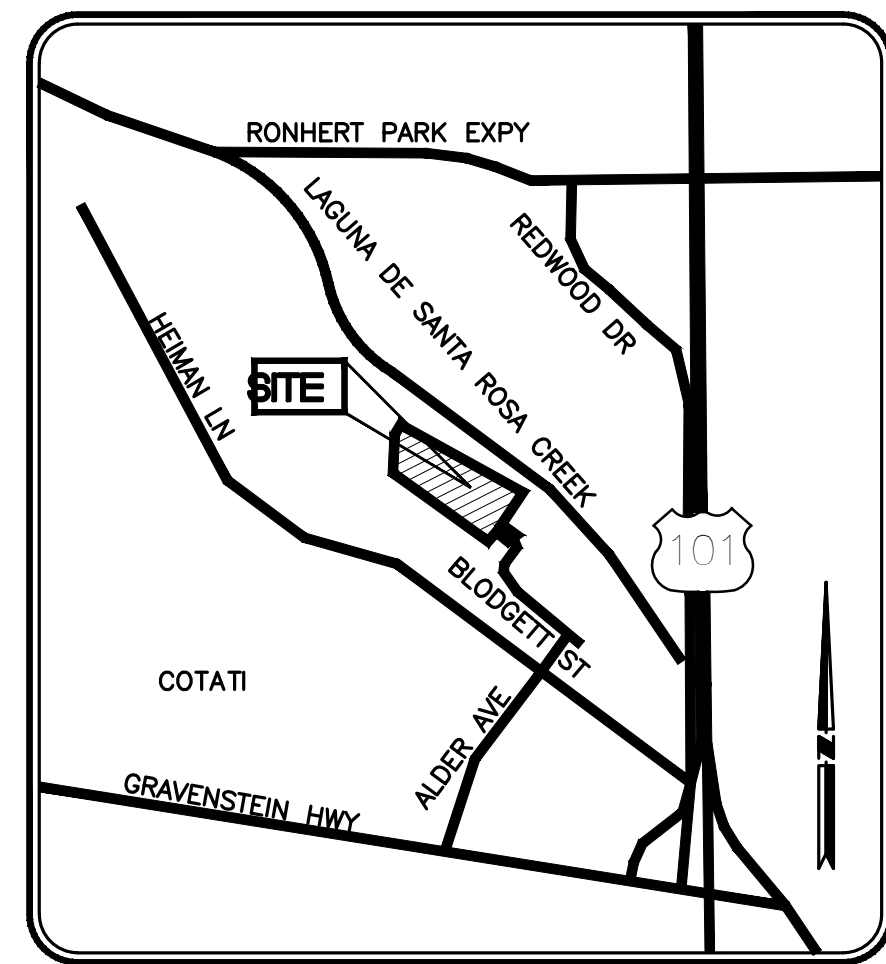 RONHERT PARK EXPY
LAGUNA DE SANTA ROSA CREEK
REDWOOD DR
HEIMAN LN
SITE
101
BLODGETT ST
COTATI
ALDER AVE
N
GRAVENSTEIN HWY